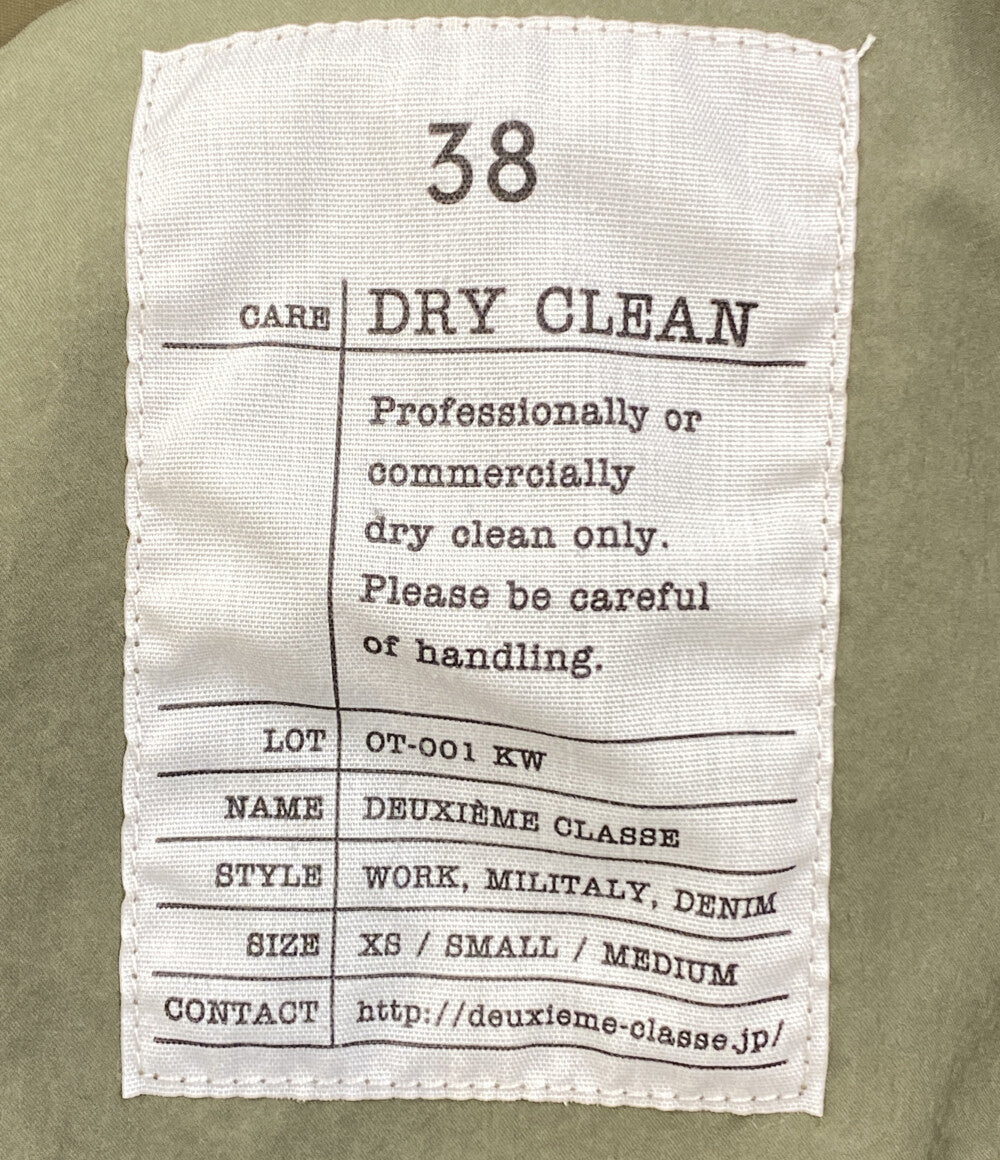 38
CARE DRY CLEAN
Professionally or
commercially
dry clean only.
Please be careful
of handling.
LOT OT-001 KW
NAME DEUXIÈME CLASSE
STYLE WORK, MILITALY, DENIM
SIZE XS / SMALL / MEDIUM
CONTACT http://deuxieme-classe.jp/